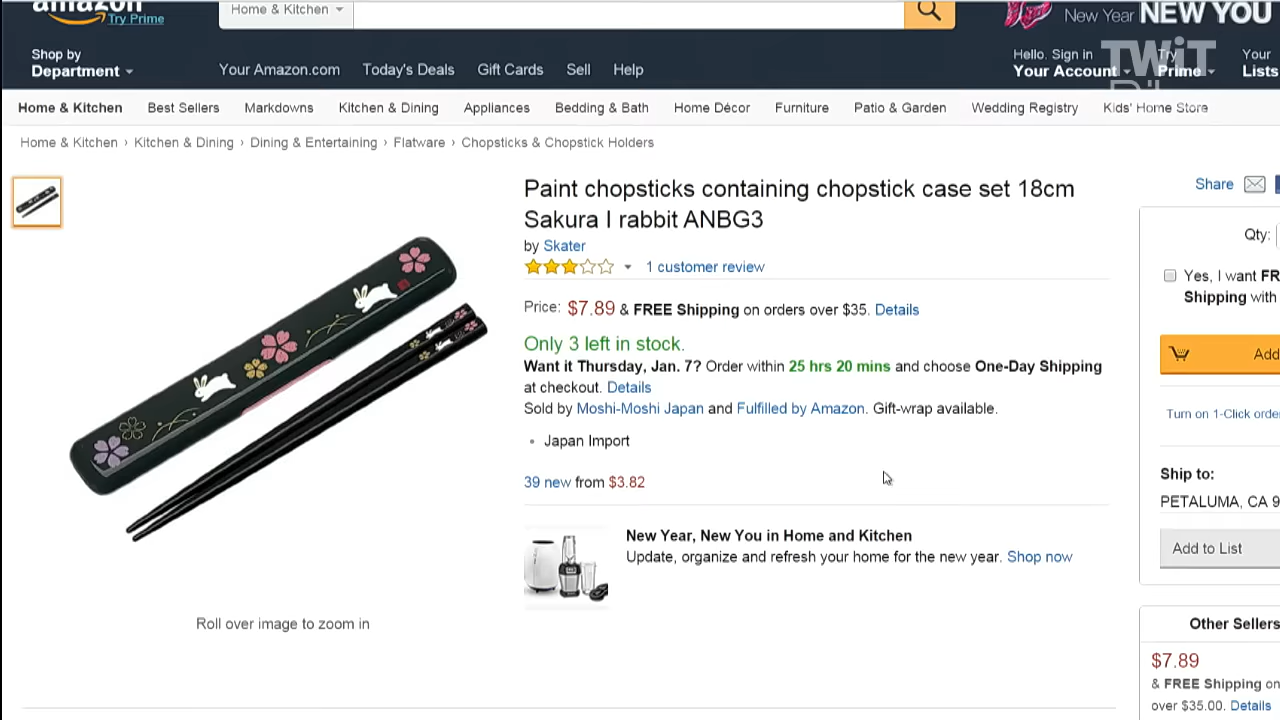 amazon
Try Prime
Home & Kitchen
New Year NEW YOU
TWiT
Shop by
Department
Your Amazon.com
Today's Deals
Gift Cards
Sell
Help
Hello. Sign in
Your Account
Try
Prime
Your
Lists
Home & Kitchen
Best Sellers
Markdowns
Kitchen & Dining
Appliances
Bedding & Bath
Home Décor
Furniture
Patio & Garden
Wedding Registry
Kids' Home Store
Home & Kitchen › Kitchen & Dining › Dining & Entertaining › Flatware › Chopsticks & Chopstick Holders
Paint chopsticks containing chopstick case set 18cm
Sakura I rabbit ANBG3
by Skater
1 customer review
Price: $7.89 & FREE Shipping on orders over $35. Details
Only 3 left in stock.
Want it Thursday, Jan. 7? Order within 25 hrs 20 mins and choose One-Day Shipping
at checkout. Details
Sold by Moshi-Moshi Japan and Fulfilled by Amazon. Gift-wrap available.
• Japan Import
39 new from $3.82
New Year, New You in Home and Kitchen
Update, organize and refresh your home for the new year. Shop now
Roll over image to zoom in
Share
Qty:
Yes, I want FR
Shipping with
Add
Turn on 1-Click orde
Ship to:
PETALUMA, CA 9
Add to List
Other Sellers
$7.89
& FREE Shipping on
over $35.00. Details